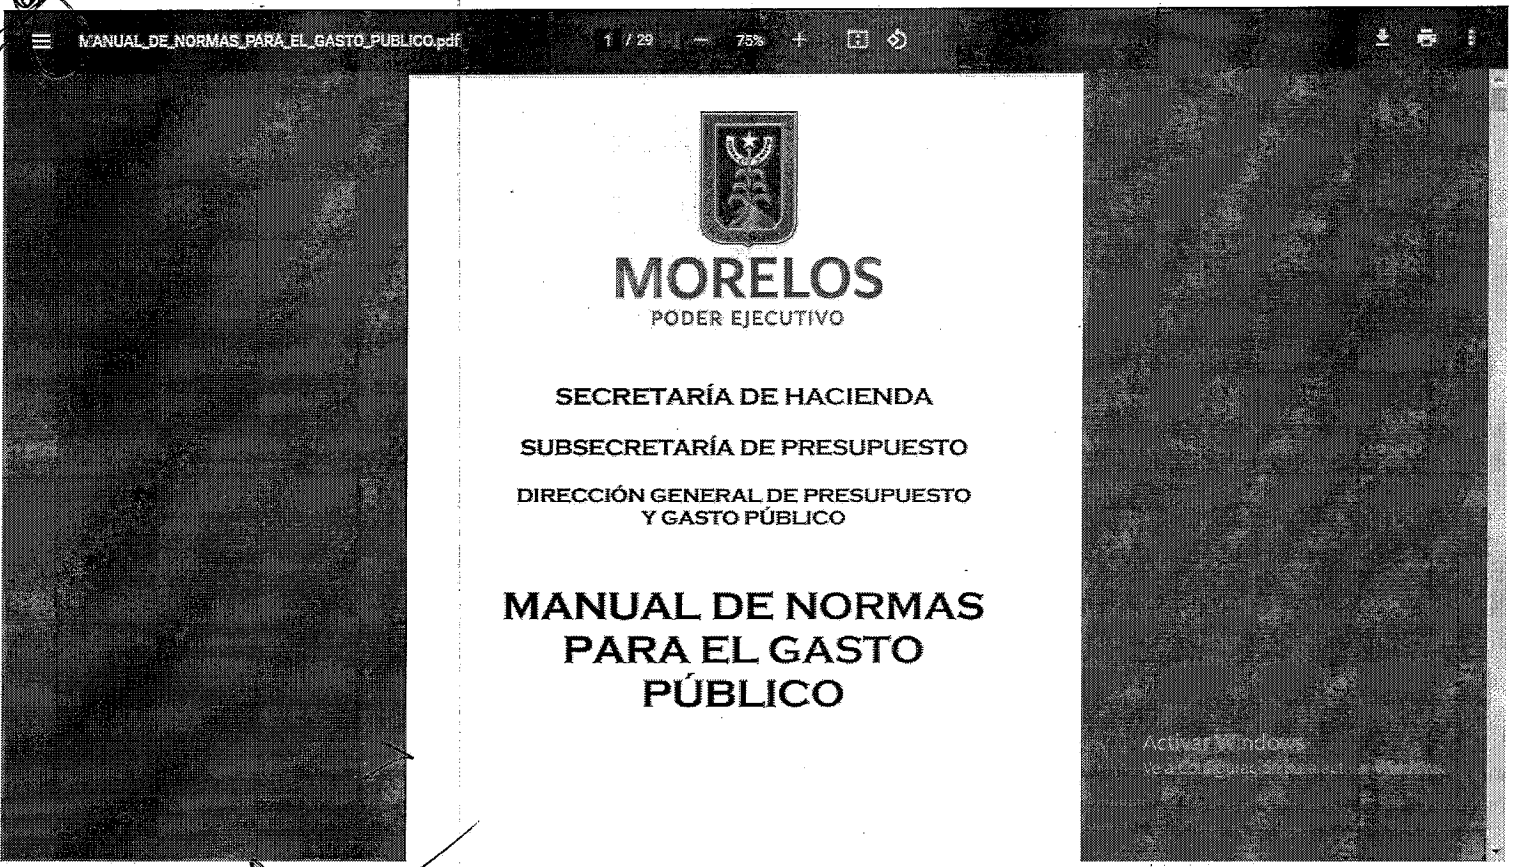 MANUAL_DE_NORMAS_PARA_EL_GASTO_PUBLICO.pdf
1 / 29
75%
MORELOS
PODER EJECUTIVO
SECRETARÍA DE HACIENDA
SUBSECRETARÍA DE PRESUPUESTO
DIRECCIÓN GENERAL DE PRESUPUESTO
Y GASTO PÚBLICO
MANUAL DE NORMAS
PARA EL GASTO
PÚBLICO
Activar Windows